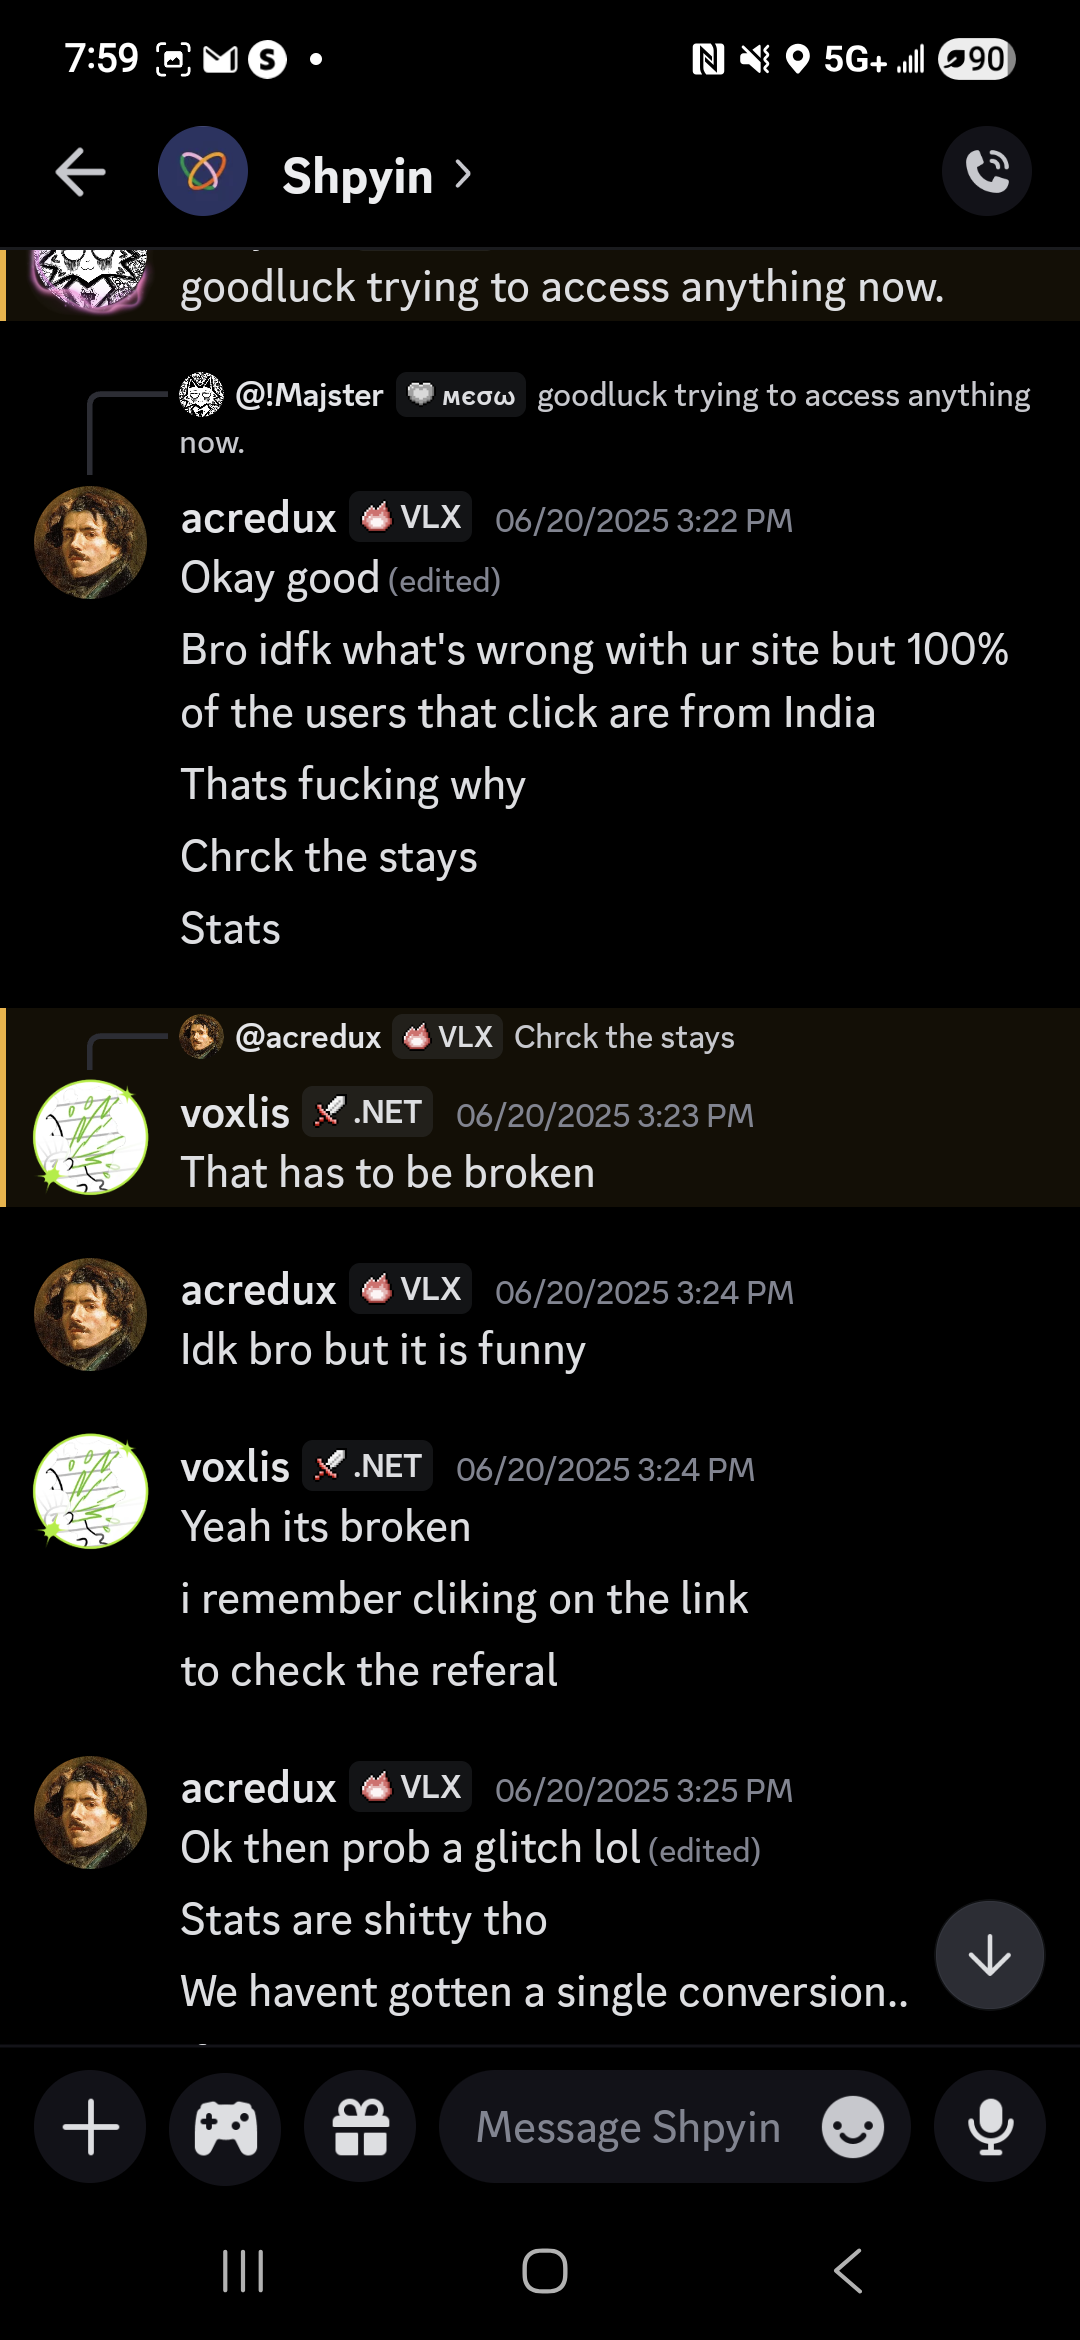 7:59
S
5G+
90
Shpyin
goodluck trying to access anything now.
@!Majster мєσω goodluck trying to access anything
now.
acredux VLX 06/20/2025 3:22 PM
Okay good (edited)
Bro idfk what's wrong with ur site but 100%
of the users that click are from India
Thats fucking why
Chrck the stays
Stats
@acredux VLX Chrck the stays
voxlis .NET 06/20/2025 3:23 PM
That has to be broken
acredux VLX 06/20/2025 3:24 PM
Idk bro but it is funny
voxlis .NET 06/20/2025 3:24 PM
Yeah its broken
i remember cliking on the link
to check the referal
acredux VLX 06/20/2025 3:25 PM
Ok then prob a glitch lol (edited)
Stats are shitty tho
We havent gotten a single conversion..
Message Shpyin